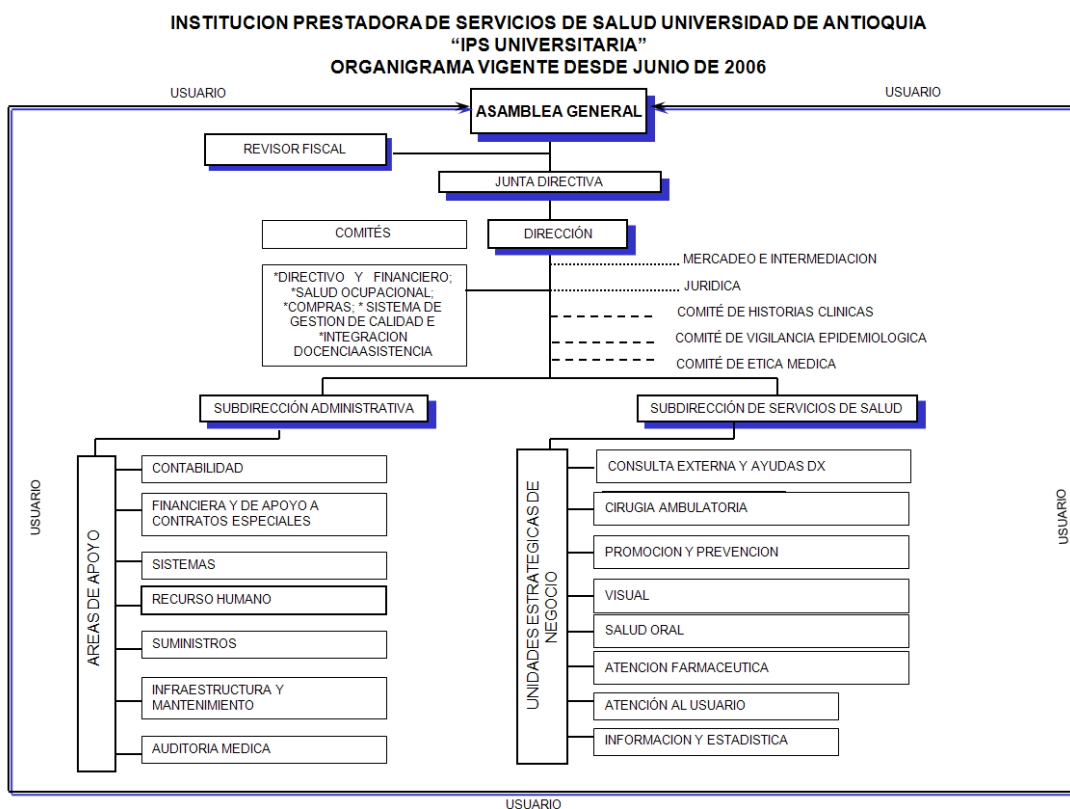 INSTITUCION PRESTADORA DE SERVICIOS DE SALUD UNIVERSIDAD DE ANTIOQUIA
“IPS UNIVERSITARIA”
ORGANIGRAMA VIGENTE DESDE JUNIO DE 2006
USUARIO
USUARIO
ASAMBLEA GENERAL
REVISOR FISCAL
JUNTA DIRECTIVA
COMITÉS
DIRECCIÓN
MERCADEO E INTERMEDIACION
*DIRECTIVO Y FINANCIERO;
*SALUD OCUPACIONAL;
*COMPRAS; * SISTEMA DE
GESTION DE CALIDAD E
*INTEGRACION
DOCENCIAASISTENCIA
JURIDICA
COMITÉ DE HISTORIAS CLINICAS
COMITÉ DE VIGILANCIA EPIDEMIOLOGICA
COMITÉ DE ETICA MEDICA
SUBDIRECCIÓN ADMINISTRATIVA
SUBDIRECCIÓN DE SERVICIOS DE SALUD
USUARIO
AREAS DE APOYO
CONTABILIDAD
FINANCIERA Y DE APOYO A
CONTRATOS ESPECIALES
SISTEMAS
RECURSO HUMANO
SUMINISTROS
INFRAESTRUCTURA Y
MANTENIMIENTO
AUDITORIA MEDICA
UNIDADES ESTRATEGICAS DE
NEGOCIO
CONSULTA EXTERNA Y AYUDAS DX
CIRUGIA AMBULATORIA
PROMOCION Y PREVENCION
VISUAL
SALUD ORAL
ATENCION FARMACEUTICA
ATENCIÓN AL USUARIO
INFORMACION Y ESTADISTICA
USUARIO
USUARIO